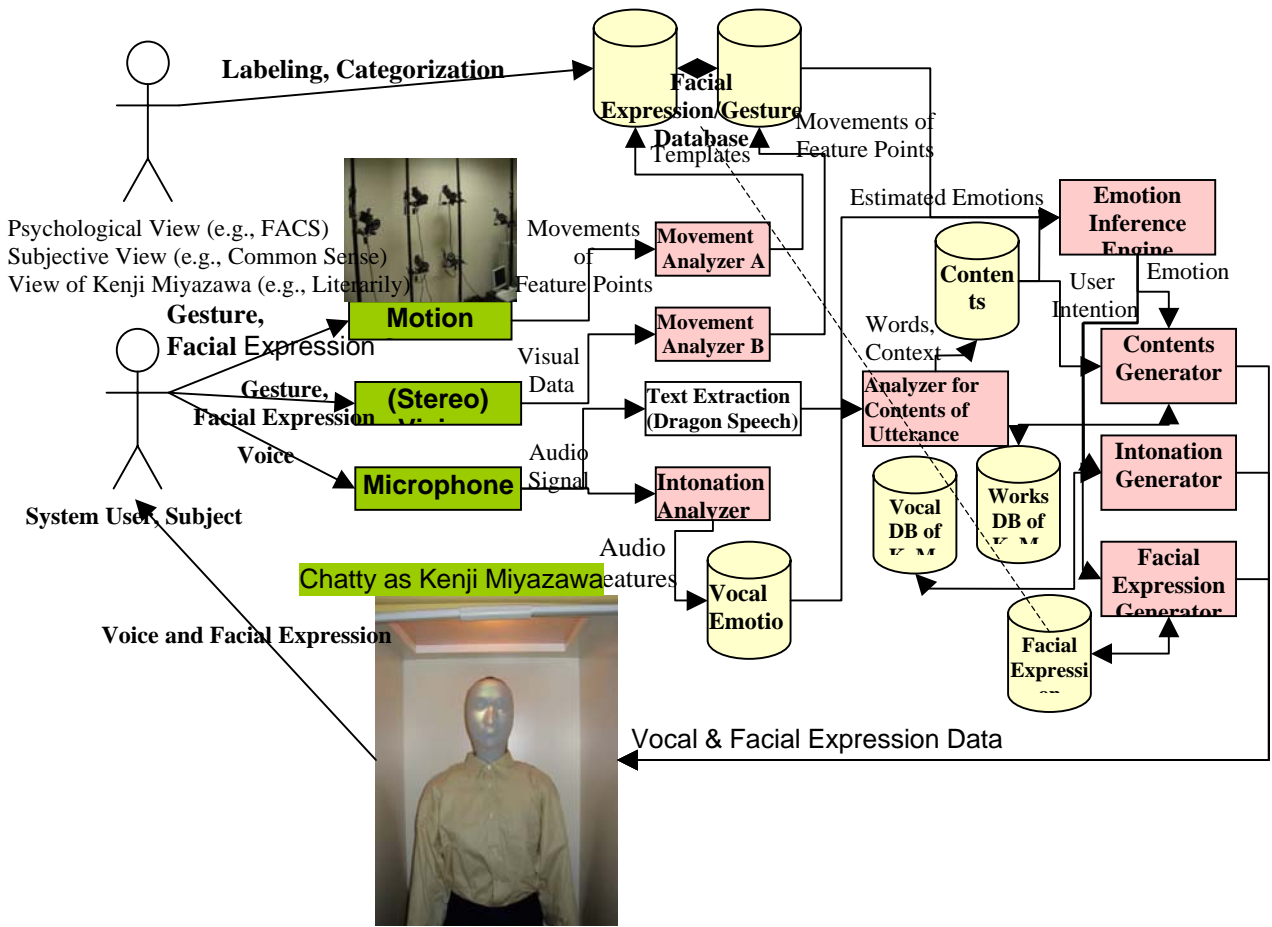 Labeling, Categorization
Facial
Expression/Gesture
Database
Templates
Movements of
Feature Points
Psychological View (e.g., FACS)
Subjective View (e.g., Common Sense)
View of Kenji Miyazawa (e.g., Literarily)
Movements
of
Feature Points
Movement
Analyzer A
Estimated Emotions
Emotion
Inference
Engine
Conten
ts
User
Intention
Emotion
Gesture,
Facial Expression
Motion
Movement
Analyzer B
Words,
Context
Contents
Generator
Visual
Data
Gesture,
Facial Expression
(Stereo)
Text Extraction
(Dragon Speech)
Analyzer for
Contents of
Utterance
Voice
Audio
Signal
Microphone
Intonation
Analyzer
Intonation
Generator
Vocal
DB of
Works
DB of
System User, Subject
Audio
eatures
Vocal
Emotio
Facial
Expression
Generator
Chatty as Kenji Miyazawa
Facial
Expressi
Voice and Facial Expression
Vocal & Facial Expression Data